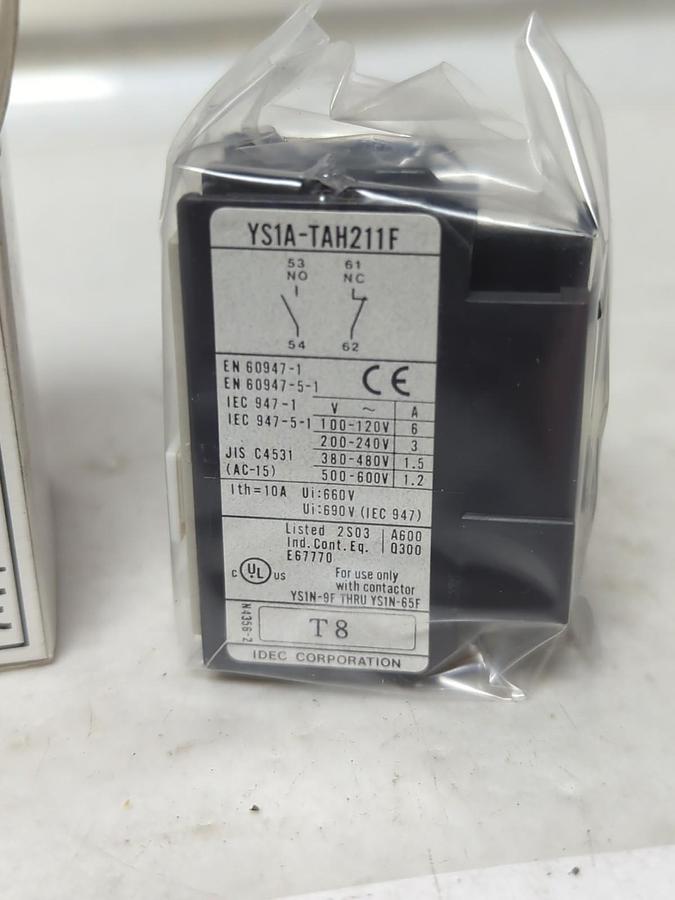 YS1A-TAH211F
53 61
NO NC
54 62
EN 60947-1
EN 60947-5-1
CE
IEC 947-1
IEC 947-5-1
JIS C4531
(AC-15)
V ~ A
100-120V 6
200-240V 3
380-480V 1.5
500-600V 1.2
Ith=10A Ui:660V
Ui:690V (IEC 947)
Listed 2S03 A600
Ind. Cont. Eq. Q300
E67770
c UL US
For use only
with contactor
YS1N-9F THRU YS1N-65F
N4356-2
T8
IDEC CORPORATION